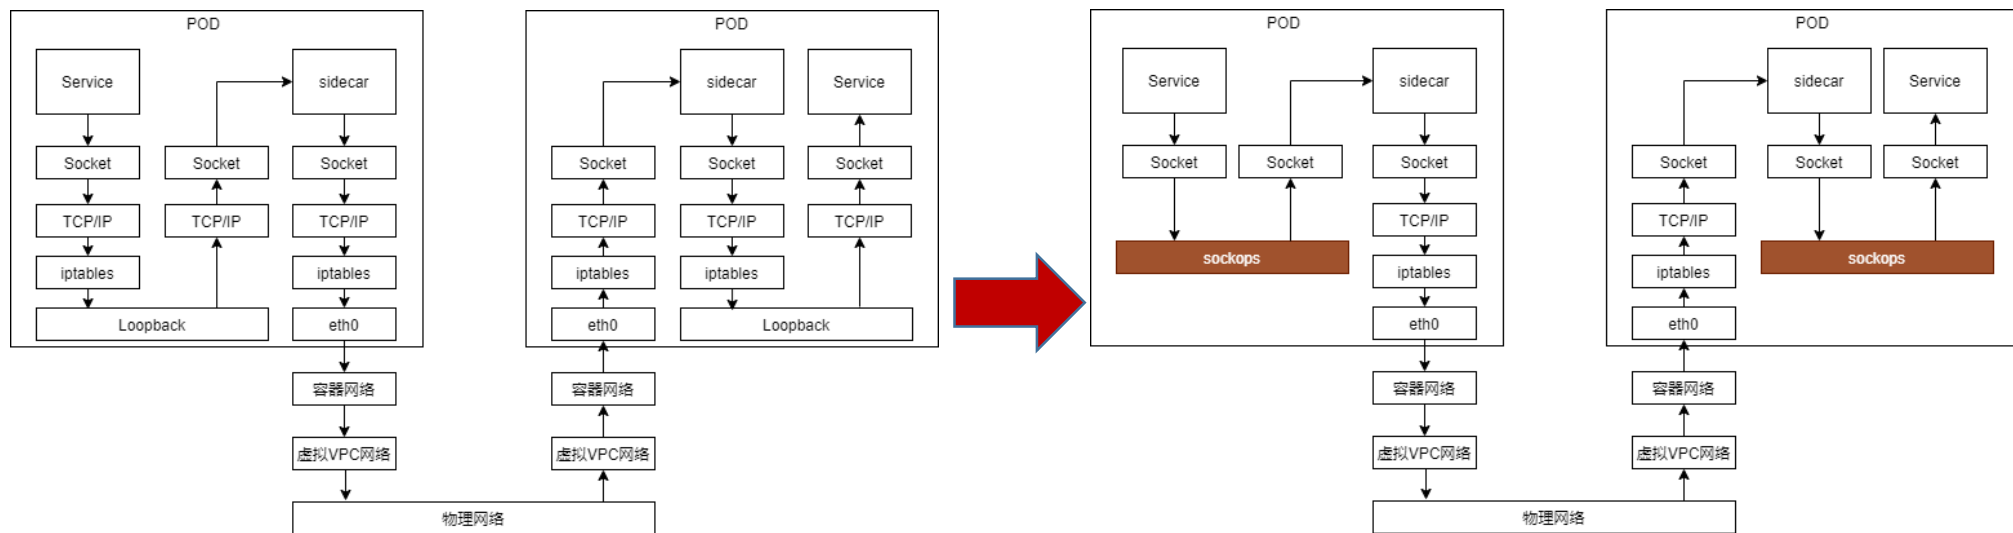 POD
Service
sidecar
Socket
Socket
Socket
TCP/IP
TCP/IP
TCP/IP
iptables
iptables
Loopback
eth0
容器网络
虚拟VPC网络
POD
sidecar
Service
Socket
Socket
Socket
TCP/IP
TCP/IP
TCP/IP
iptables
iptables
eth0
Loopback
容器网络
虚拟VPC网络
物理网络
POD
Service
sidecar
Socket
Socket
Socket
TCP/IP
sockops
iptables
eth0
容器网络
虚拟VPC网络
POD
sidecar
Service
Socket
Socket
Socket
TCP/IP
iptables
sockops
eth0
容器网络
虚拟VPC网络
物理网络